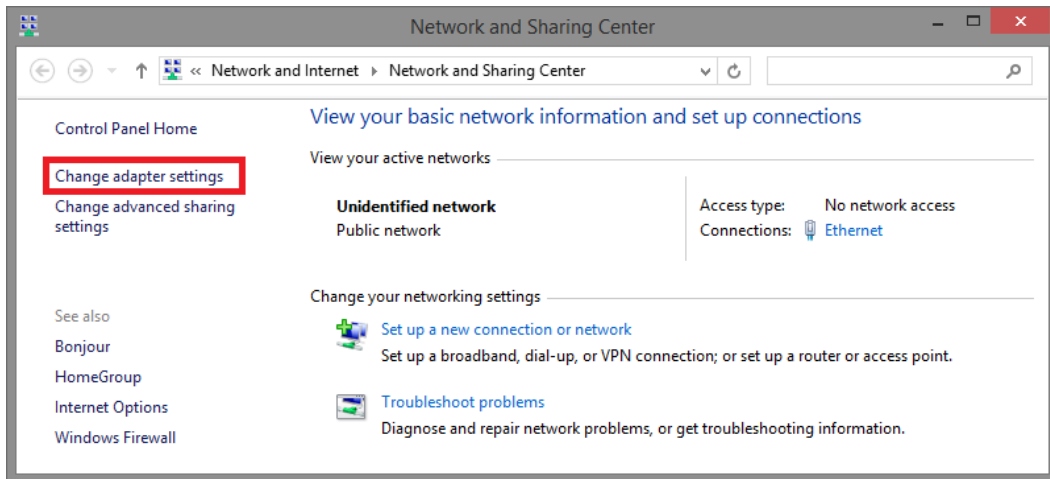 Network and Sharing Center
« Network and Internet ▸ Network and Sharing Center
Control Panel Home
Change adapter settings
Change advanced sharing
settings
See also
Bonjour
HomeGroup
Internet Options
Windows Firewall
View your basic network information and set up connections
View your active networks
Unidentified network
Public network
Access type: No network access
Connections: Ethernet
Change your networking settings
Set up a new connection or network
Set up a broadband, dial-up, or VPN connection; or set up a router or access point.
Troubleshoot problems
Diagnose and repair network problems, or get troubleshooting information.